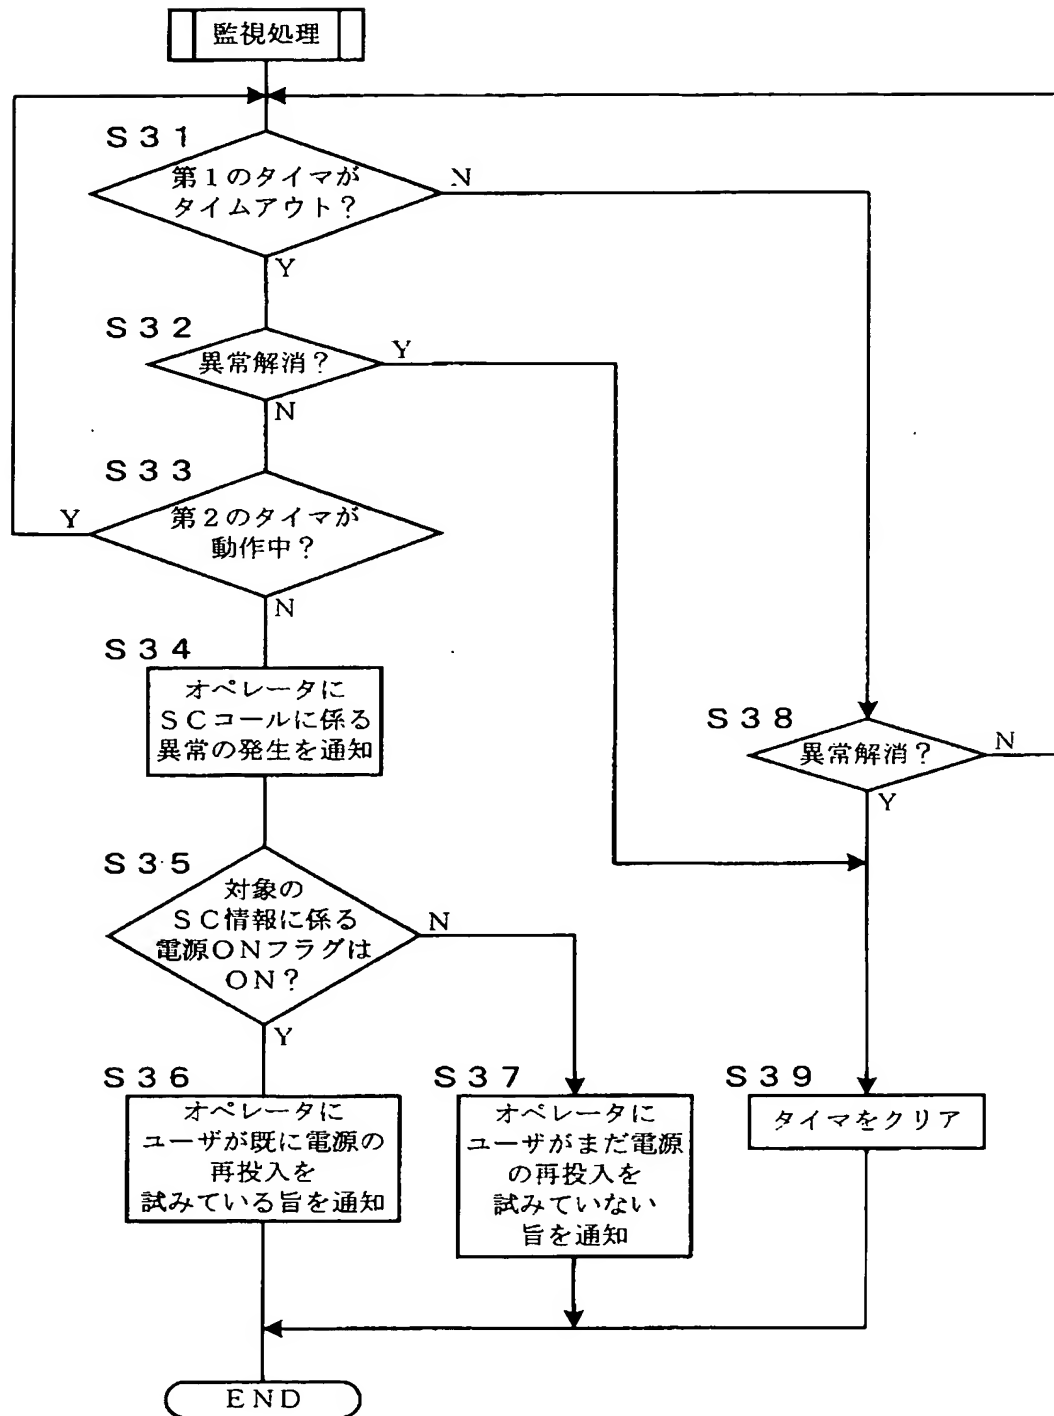 監視処理
S31
第1のタイマが
タイムアウト?
N
Y
S32
異常解消?
Y
N
S33
第2のタイマが
動作中?
Y
N
S34
オペレータに
SCコールに係る
異常の発生を通知
S38
異常解消?
N
Y
S35
対象の
SC情報に係る
電源ONフラグは
ON?
N
Y
S36
オペレータに
ユーザが既に電源の
再投入を
試みている旨を通知
S37
オペレータに
ユーザがまだ電源
の再投入を
試みていない
旨を通知
S39
タイマをクリア
END